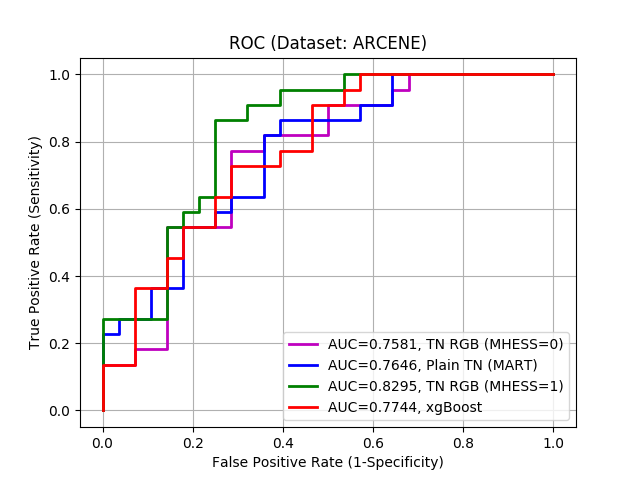 ROC (Dataset: ARCENE)
True Positive Rate (Sensitivity)
1.0
0.8
0.6
0.4
0.2
0.0
AUC=0.7581, TN RGB (MHESS=0)
AUC=0.7646, Plain TN (MART)
AUC=0.8295, TN RGB (MHESS=1)
AUC=0.7744, xgBoost
0.0 0.2 0.4 0.6 0.8 1.0
False Positive Rate (1-Specificity)